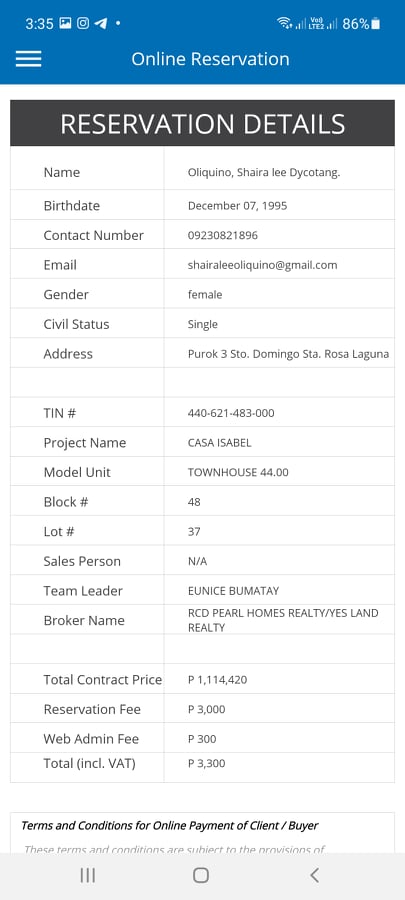 3:35 Vo) LTE2 86%
Online Reservation
RESERVATION DETAILS
Name Oliquino, Shaira lee Dycotang.
Birthdate December 07, 1995
Contact Number 09230821896
Email shairaleeoliquino@gmail.com
Gender female
Civil Status Single
Address Purok 3 Sto. Domingo Sta. Rosa Laguna
TIN # 440-621-483-000
Project Name CASA ISABEL
Model Unit TOWNHOUSE 44.00
Block # 48
Lot # 37
Sales Person N/A
Team Leader EUNICE BUMATAY
Broker Name RCD PEARL HOMES REALTY/YES LAND
REALTY
Total Contract Price P 1,114,420
Reservation Fee P 3,000
Web Admin Fee P 300
Total (incl. VAT) P 3,300
Terms and Conditions for Online Payment of Client / Buyer
These terms and conditions are subject to the provisions of